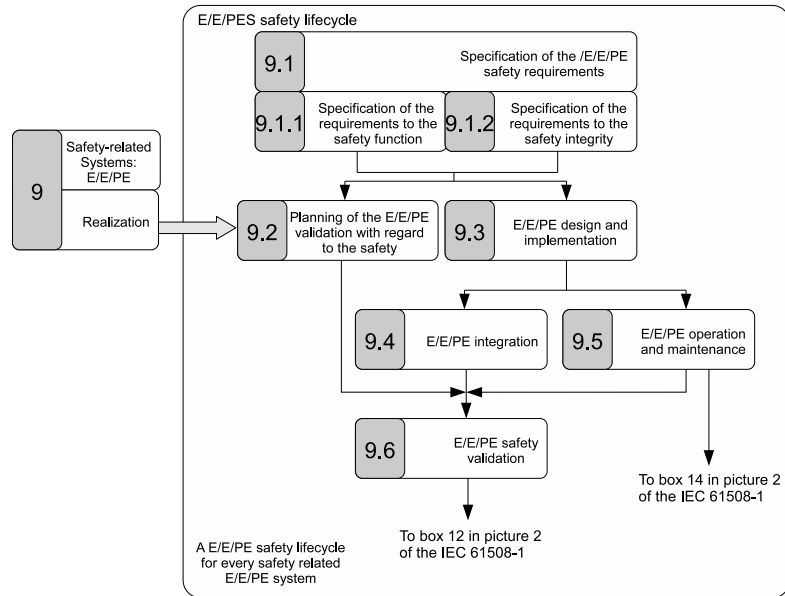 E/E/PES safety lifecycle
9.1
Specification of the /E/E/PE
safety requirements
9.1.1
Specification of the
requirements to the
safety function
9.1.2
Specification of the
requirements to the
safety integrity
9
Safety-related
Systems:
E/E/PE
Realization
9.2
Planning of the E/E/PE
validation with regard
to the safety
9.3
E/E/PE design and
implementation
9.4
E/E/PE integration
9.5
E/E/PE operation
and maintenance
9.6
E/E/PE safety
validation
To box 14 in picture 2
of the IEC 61508-1
To box 12 in picture 2
of the IEC 61508-1
A E/E/PE safety lifecycle
for every safety related
E/E/PE system